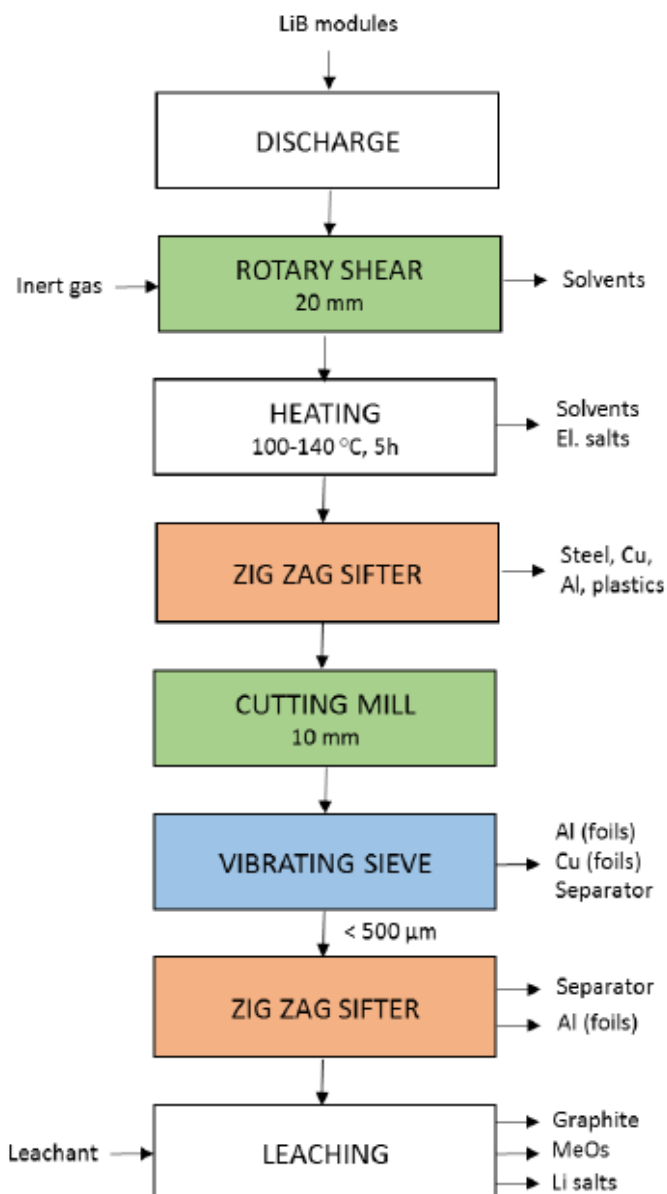 LiB modules
DISCHARGE
ROTARY SHEAR
20 mm
Inert gas
Solvents
HEATING
100-140 °C, 5h
Solvents
El. salts
ZIG ZAG SIFTER
Steel, Cu,
Al, plastics
CUTTING MILL
10 mm
VIBRATING SIEVE
Al (foils)
Cu (foils)
Separator
< 500 µm
ZIG ZAG SIFTER
Separator
Al (foils)
Leachant
LEACHING
Graphite
MeOs
Li salts